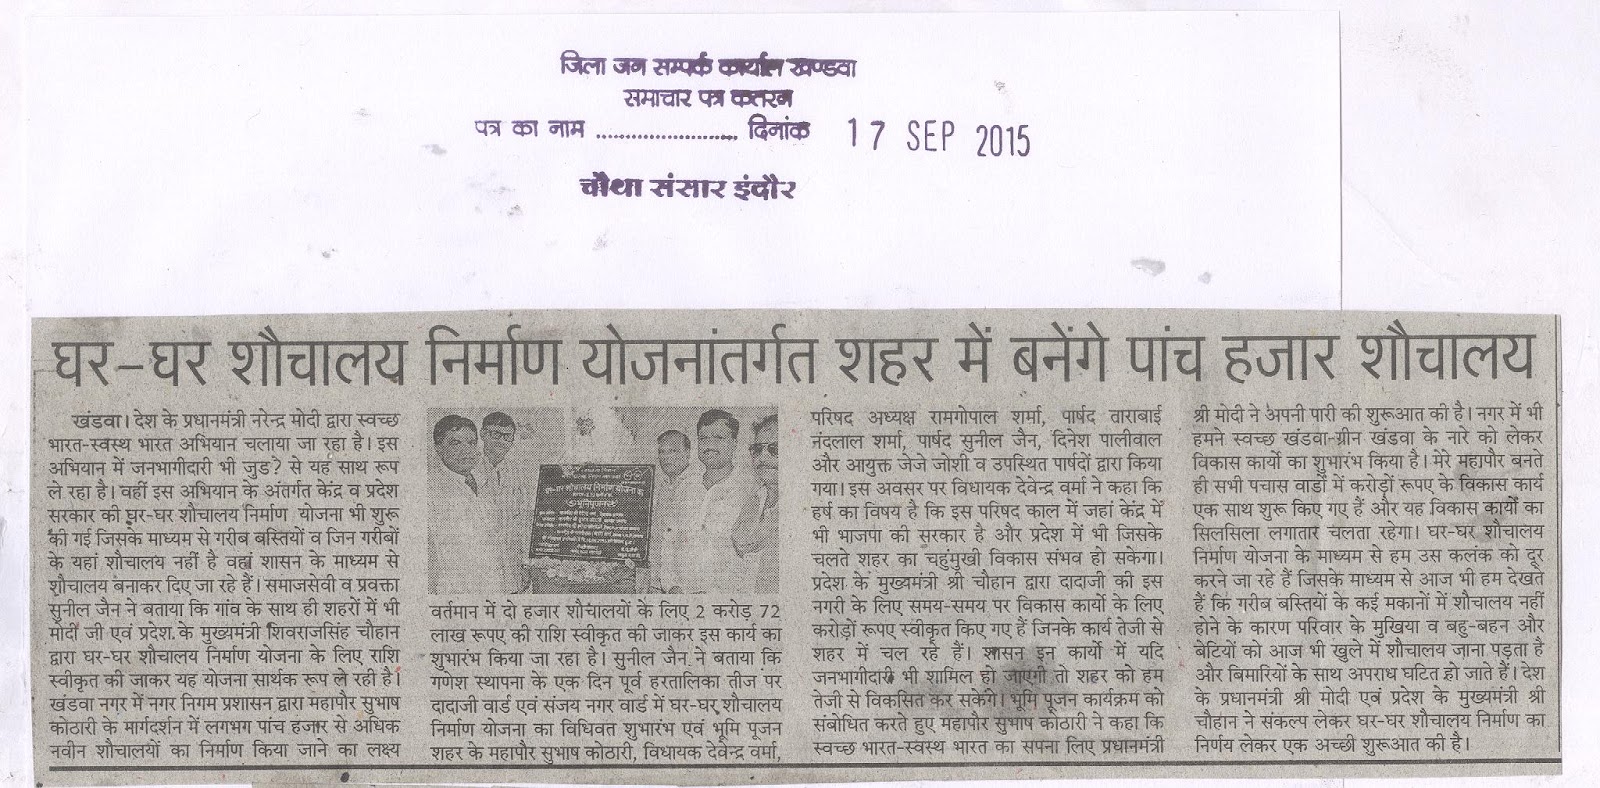 जिला जन सम्पर्क कार्याल खण्डवा
समाचार पत्र कतरन
पत्र का नाम ........................ दिनांक 17 SEP 2015
चौथा संसार इंदौर
घर-घर शौचालय निर्माण योजनांतर्गत शहर में बनेंगे पांच हजार शौचालय
खंडवा। देश के प्रधानमंत्री नरेन्द्र मोदी द्वारा स्वच्छ
भारत-स्वस्थ भारत अभियान चलाया जा रहा है। इस
अभियान में जनभागीदारी भी जुड? से यह साथ रूप
ले रहा है। वहीं इस अभियान के अंतर्गत केंद्र व प्रदेश
सरकार की घर-घर शौचालय निर्माण योजना भी शुरू
की गई जिसके माध्यम से गरीब बस्तियों व जिन गरीबों
के यहां शौचालय नहीं है वहां शासन के माध्यम से
शौचालय बनाकर दिए जा रहे हैं। समाजसेवी व प्रवक्ता
सुनील जैन ने बताया कि गांव के साथ ही शहरों में भी
मोदी जी एवं प्रदेश के मुख्यमंत्री शिवराजसिंह चौहान
द्वारा घर-घर शौचालय निर्माण योजना के लिए राशि
स्वीकृत की जाकर यह योजना सार्थक रूप ले रही है।
खंडवा नगर में नगर निगम प्रशासन द्वारा महापौर सुभाष
कोठारी के मार्गदर्शन में लगभग पांच हजार से अधिक
नवीन शौचालयों का निर्माण किया जाने का लक्ष्य
घर-घर शौचालय निर्माण योजना का
वर्तमान में दो हजार शौचालयों के लिए 2 करोड़ 72
लाख रूपए की राशि स्वीकृत की जाकर इस कार्य का
शुभारंभ किया जा रहा है। सुनील जैन ने बताया कि
गणेश स्थापना के एक दिन पूर्व हरतालिका तीज पर
दादाजी वार्ड एवं संजय नगर वार्ड में घर-घर शौचालय
निर्माण योजना का विधिवत शुभारंभ एवं भूमि पूजन
शहर के महापौर सुभाष कोठारी, विधायक देवेन्द्र वर्मा,
परिषद अध्यक्ष रामगोपाल शर्मा, पार्षद ताराबाई
नंदलाल शर्मा, पार्षद सुनील जैन, दिनेश पालीवाल
और आयुक्त जेजे जोशी व उपस्थित पार्षदों द्वारा किया
गया। इस अवसर पर विधायक देवेन्द्र वर्मा ने कहा कि
हर्ष का विषय है कि इस परिषद काल में जहां केंद्र में
भी भाजपा की सरकार है और प्रदेश में भी जिसके
चलते शहर का चहुंमुखी विकास संभव हो सकेगा।
प्रदेश के मुख्यमंत्री श्री चौहान द्वारा दादाजी की इस
नगरी के लिए समय-समय पर विकास कार्यो के लिए
करोड़ों रूपए स्वीकृत किए गए हैं जिनके कार्य तेजी से
शहर में चल रहे हैं। शासन इन कार्यो में यदि
जनभागीदारी भी शामिल हो जाएगी तो शहर को हम
तेजी से विकसित कर सकेंगे। भूमि पूजन कार्यक्रम को
संबोधित करते हुए महापौर सुभाष कोठारी ने कहा कि
स्वच्छ भारत-स्वस्थ भारत का सपना लिए प्रधानमंत्री
श्री मोदी ने अपनी पारी की शुरूआत की है। नगर में भी
हमने स्वच्छ खंडवा-ग्रीन खंडवा के नारे को लेकर
विकास कार्यो का शुभारंभ किया है। मेरे महापौर बनते
ही सभी पचास वार्डो में करोड़ों रूपए के विकास कार्य
एक साथ शुरू किए गए हैं और यह विकास कार्यो का
सिलसिला लगातार चलता रहेगा। घर-घर शौचालय
निर्माण योजना के माध्यम से हम उस कलंक को दूर
करने जा रहे हैं जिसके माध्यम से आज भी हम देखते
हैं कि गरीब बस्तियों के कई मकानों में शौचालय नहीं
होने के कारण परिवार के मुखिया व बहु-बहन और
बेटियों को आज भी खुले में शौचालय जाना पड़ता है
और बिमारियों के साथ अपराध घटित हो जाते हैं। देश
के प्रधानमंत्री श्री मोदी एवं प्रदेश के मुख्यमंत्री श्री
चौहान ने संकल्प लेकर घर-घर शौचालय निर्माण का
निर्णय लेकर एक अच्छी शुरूआत की है।